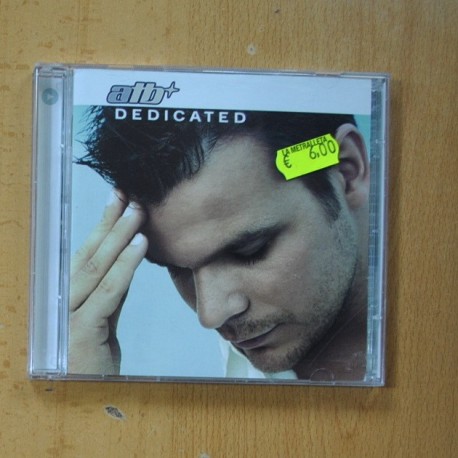 atb
DEDICATED
LA METRALLETA
€ 6,00